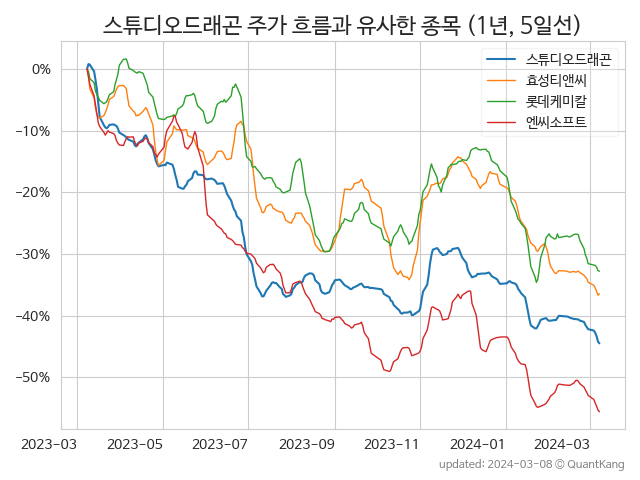 스튜디오드래곤 주가 흐름과 유사한 종목 (1년, 5일선)
스튜디오드래곤
효성티앤씨
롯데케미칼
엔씨소프트
0%
−10%
−20%
−30%
−40%
−50%
2023-03 2023-05 2023-07 2023-09 2023-11 2024-01 2024-03
updated: 2024-03-08 © QuantKang